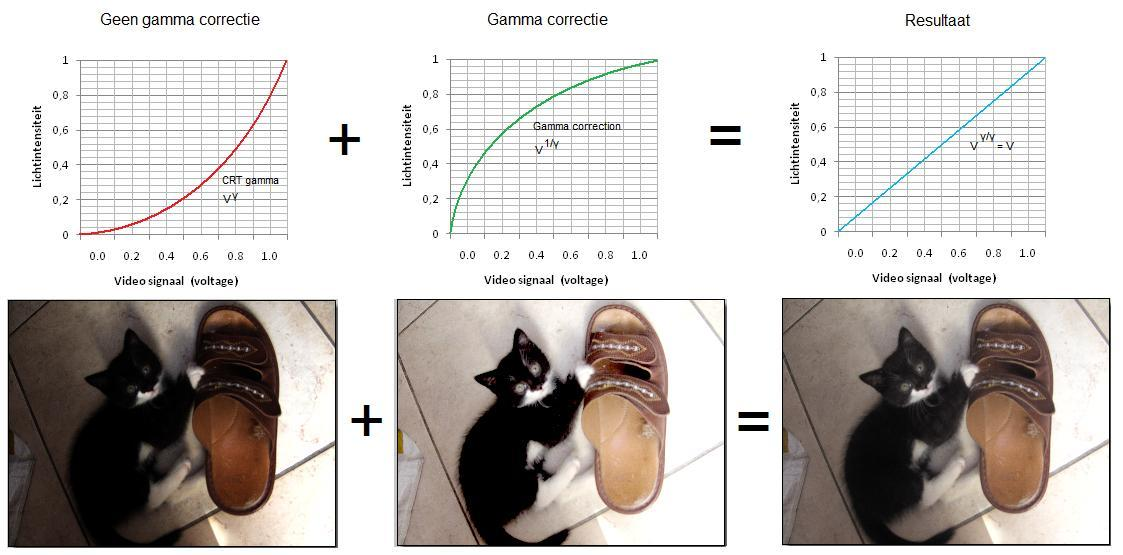 Geen gamma correctie
Gamma correctie
Resultaat
Lichtintensiteit
1
0,8
0,6
0,4
0,2
0
CRT gamma
V^γ
0.0 0.2 0.4 0.6 0.8 1.0
Video signaal (voltage)
+
Lichtintensiteit
1
0,8
0,6
0,4
0,2
0
Gamma correction
V^1/γ
0.0 0.2 0.4 0.6 0.8 1.0
Video signaal (voltage)
=
Lichtintensiteit
1
0,8
0,6
0,4
0,2
0
V^γ/γ = V
0.0 0.2 0.4 0.6 0.8 1.0
Video signaal (voltage)
+
=